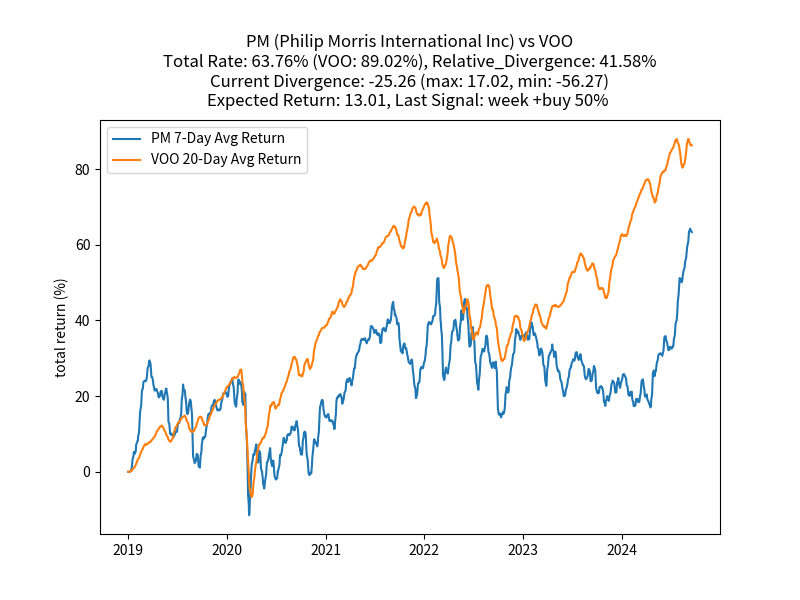 PM (Philip Morris International Inc) vs VOO
Total Rate: 63.76% (VOO: 89.02%), Relative_Divergence: 41.58%
Current Divergence: -25.26 (max: 17.02, min: -56.27)
Expected Return: 13.01, Last Signal: week +buy 50%
PM 7-Day Avg Return
VOO 20-Day Avg Return
total return (%)
80
60
40
20
0
2019 2020 2021 2022 2023 2024